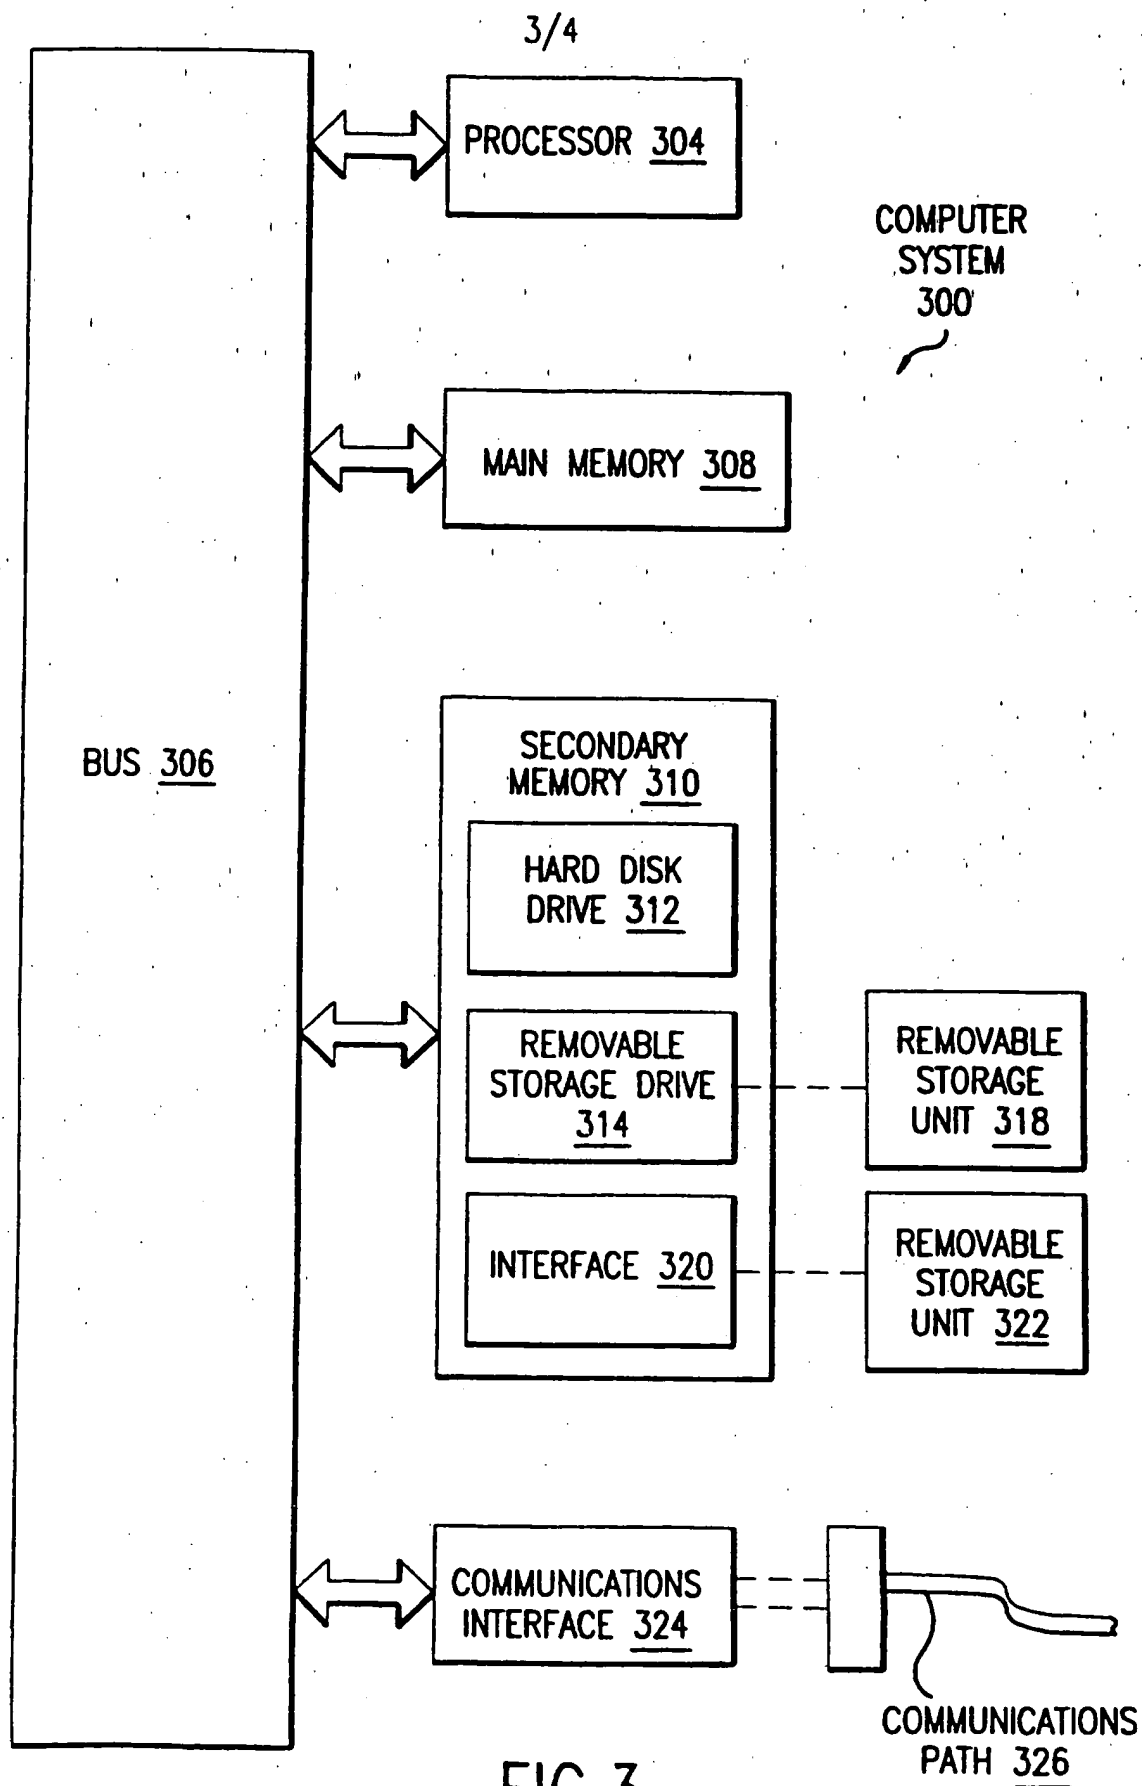 3/4
PROCESSOR 304
COMPUTER
SYSTEM
300
MAIN MEMORY 308
BUS 306
SECONDARY
MEMORY 310
HARD DISK
DRIVE 312
REMOVABLE
STORAGE DRIVE
314
REMOVABLE
STORAGE
UNIT 318
INTERFACE 320
REMOVABLE
STORAGE
UNIT 322
COMMUNICATIONS
INTERFACE 324
COMMUNICATIONS
PATH 326
FIG. 3